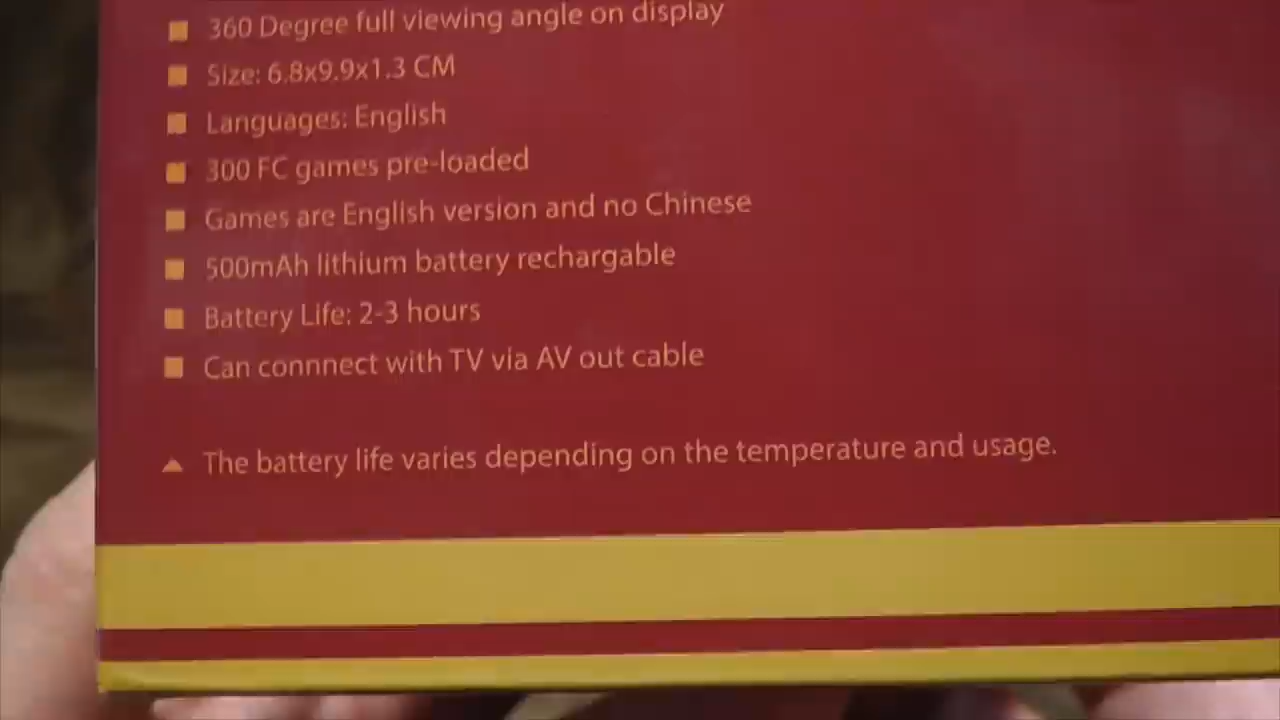 360 Degree full viewing angle on display
Size: 6.8x9.9x1.3 CM
Languages: English
300 FC games pre-loaded
Games are English version and no Chinese
500mAh lithium battery rechargable
Battery Life: 2-3 hours
Can connnect with TV via AV out cable
The battery life varies depending on the temperature and usage.